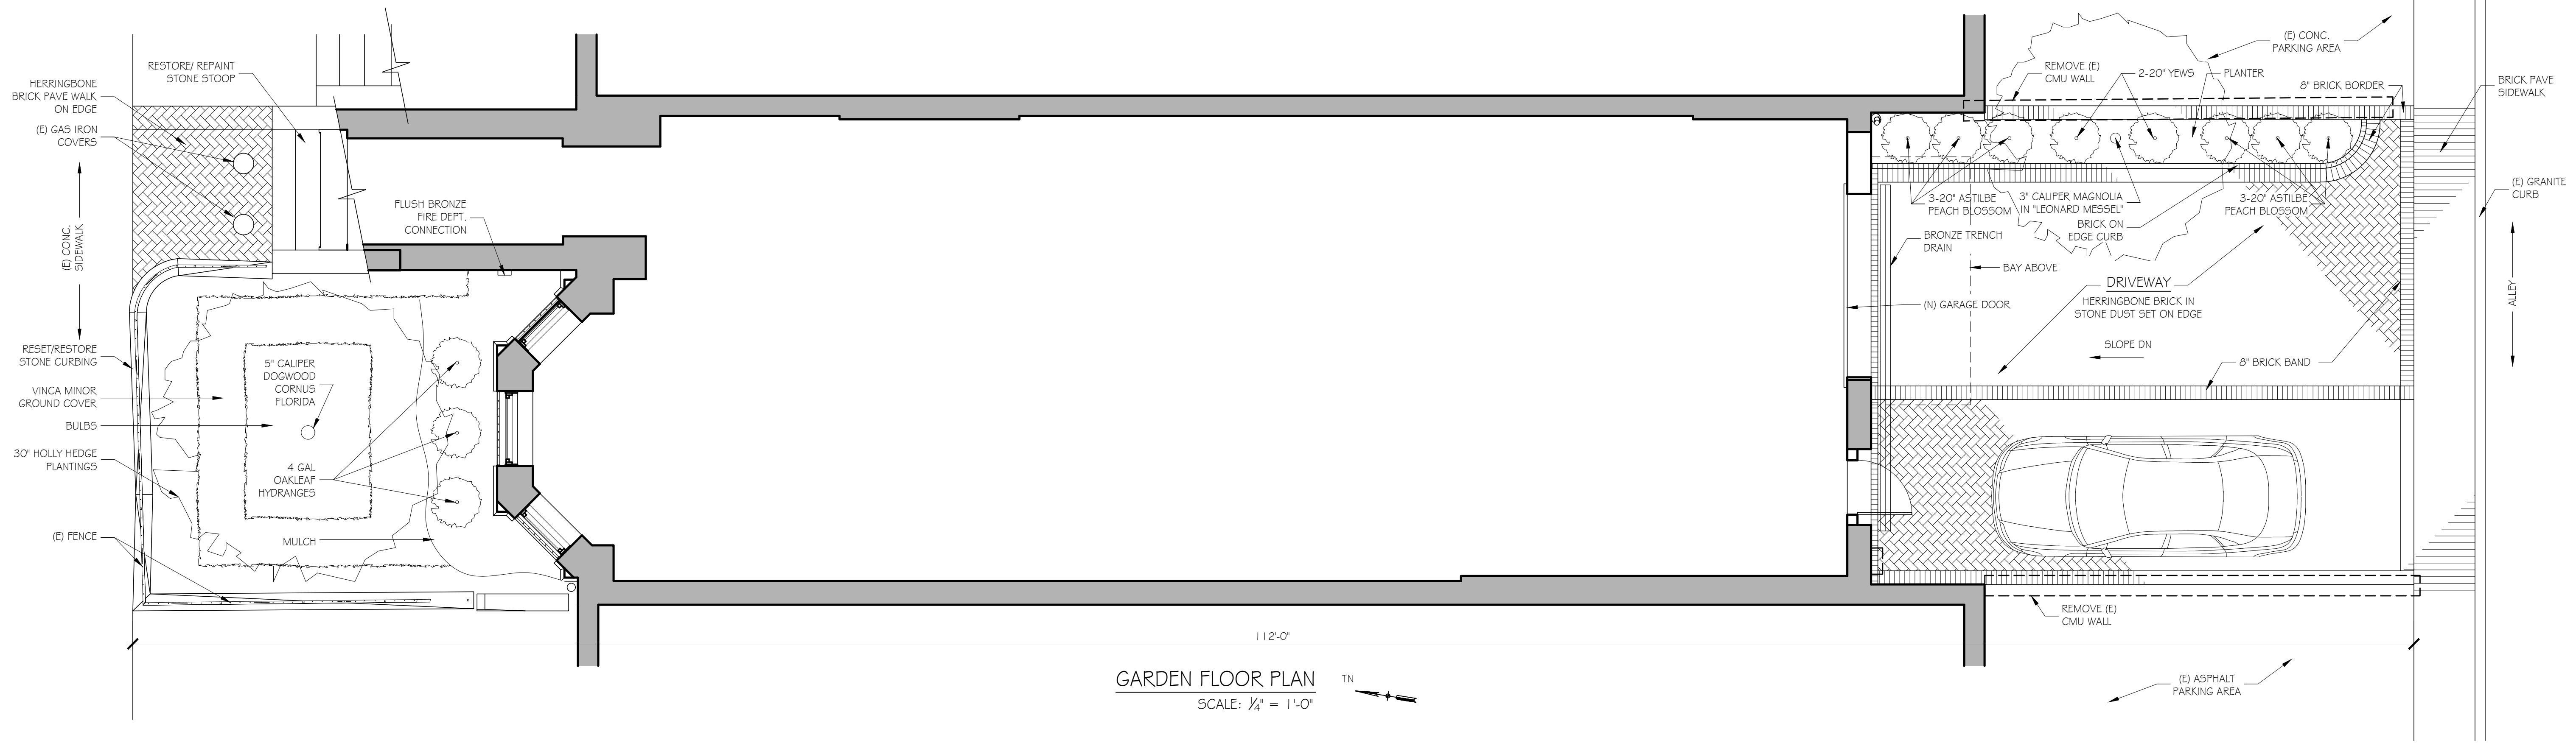 RESTORE/ REPAINT
STONE STOOP
HERRINGBONE
BRICK PAVE WALK
ON EDGE
(E) GAS IRON
COVERS
(E) CONC.
SIDEWALK
FLUSH BRONZE
FIRE DEPT.
CONNECTION
RESET/RESTORE
STONE CURBING
VINCA MINOR
GROUND COVER
BULBS
30" HOLLY HEDGE
PLANTINGS
(E) FENCE
5" CALIPER
DOGWOOD
CORNUS
FLORIDA
4 GAL
OAKLEAF
HYDRANGES
MULCH
(E) CONC.
PARKING AREA
REMOVE (E)
CMU WALL
2-20" YEWS
PLANTER
8" BRICK BORDER
BRICK PAVE
SIDEWALK
(E) GRANITE
CURB
ALLEY
3-20" ASTILBE
PEACH BLOSSOM
3" CALIPER MAGNOLIA
IN "LEONARD MESSEL"
3-20" ASTILBE
PEACH BLOSSOM
BRICK ON
EDGE CURB
BRONZE TRENCH
DRAIN
BAY ABOVE
DRIVEWAY
HERRINGBONE BRICK IN
STONE DUST SET ON EDGE
(N) GARAGE DOOR
SLOPE DN
8" BRICK BAND
REMOVE (E)
CMU WALL
112'-0"
GARDEN FLOOR PLAN
SCALE: 1/4" = 1'-0"
TN
(E) ASPHALT
PARKING AREA